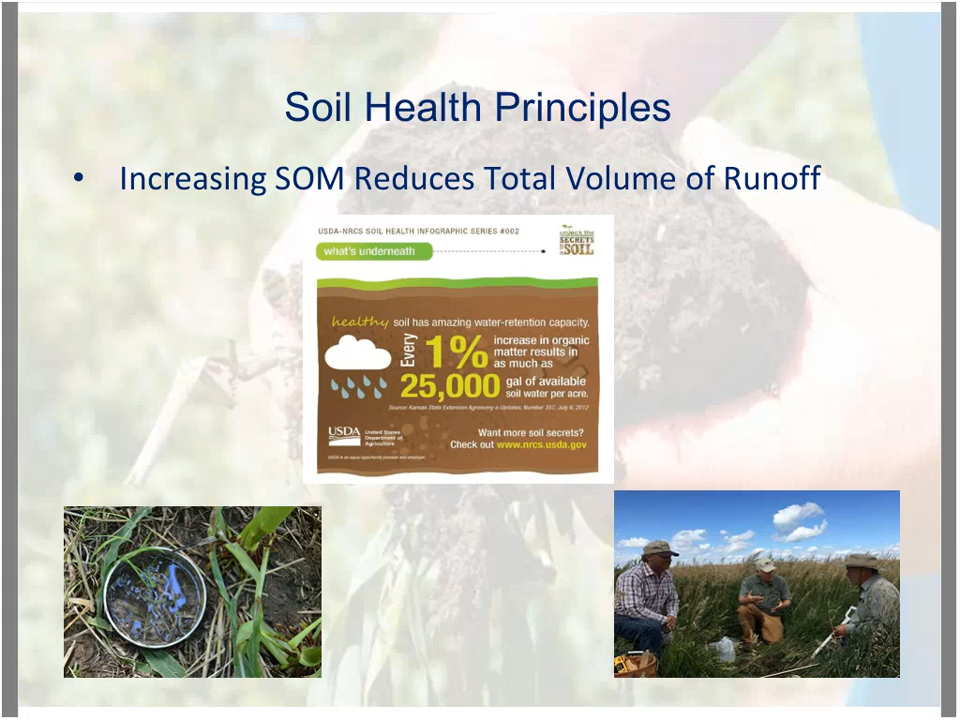 Soil Health Principles
• Increasing SOM Reduces Total Volume of Runoff
USDA-NRCS SOIL HEALTH INFOGRAPHIC SERIES #002
what's underneath
unlock the
SECRETS
SOIL
healthy soil has amazing water-retention capacity.
Every 1% increase in organic
matter results in
as much as
25,000 gal of available
soil water per acre.
Source: Kansas State Extension Agronomy e-Updates, Number 357, July 6, 2012
USDA United States
Department of
Agriculture
Want more soil secrets?
Check out www.nrcs.usda.gov
USDA is an equal opportunity provider and employer.